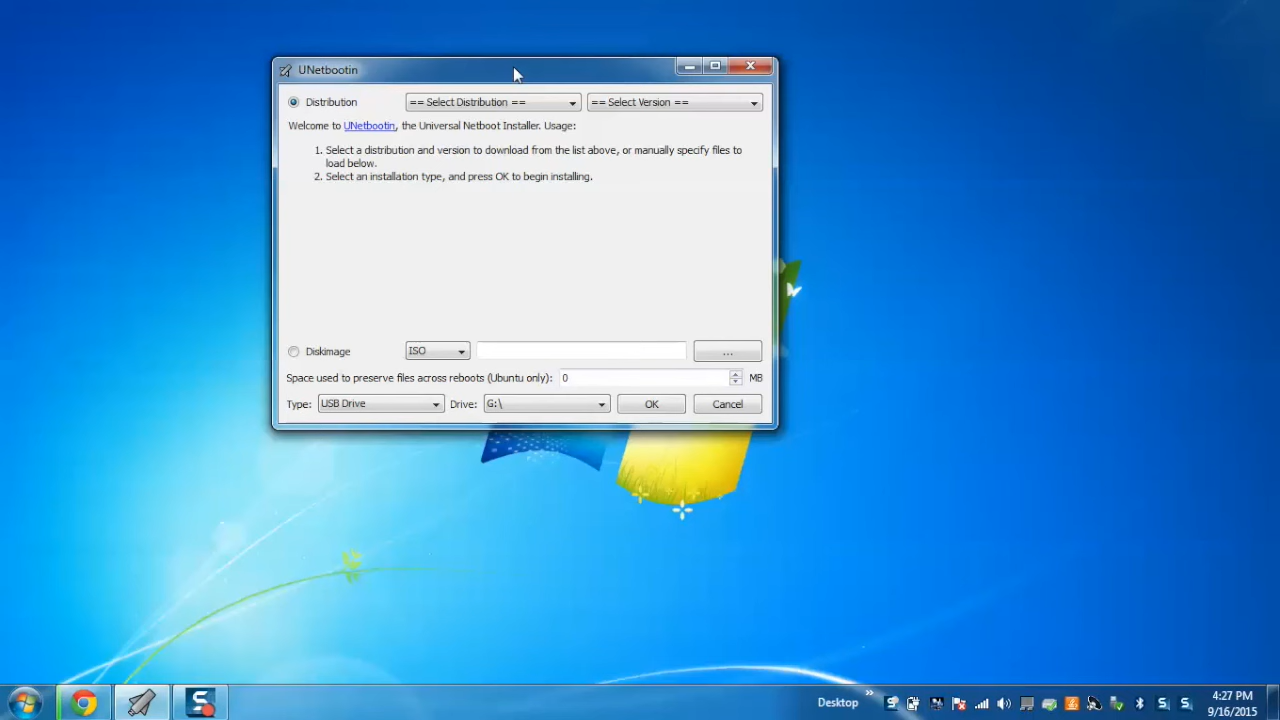 UNetbootin
Distribution
== Select Distribution ==
== Select Version ==
Welcome to UNetbootin, the Universal Netboot Installer. Usage:
1. Select a distribution and version to download from the list above, or manually specify files to
load below.
2. Select an installation type, and press OK to begin installing.
Diskimage
ISO
...
Space used to preserve files across reboots (Ubuntu only):
0
MB
Type:
USB Drive
Drive:
G:\
OK
Cancel
Desktop
»
4:27 PM
9/16/2015